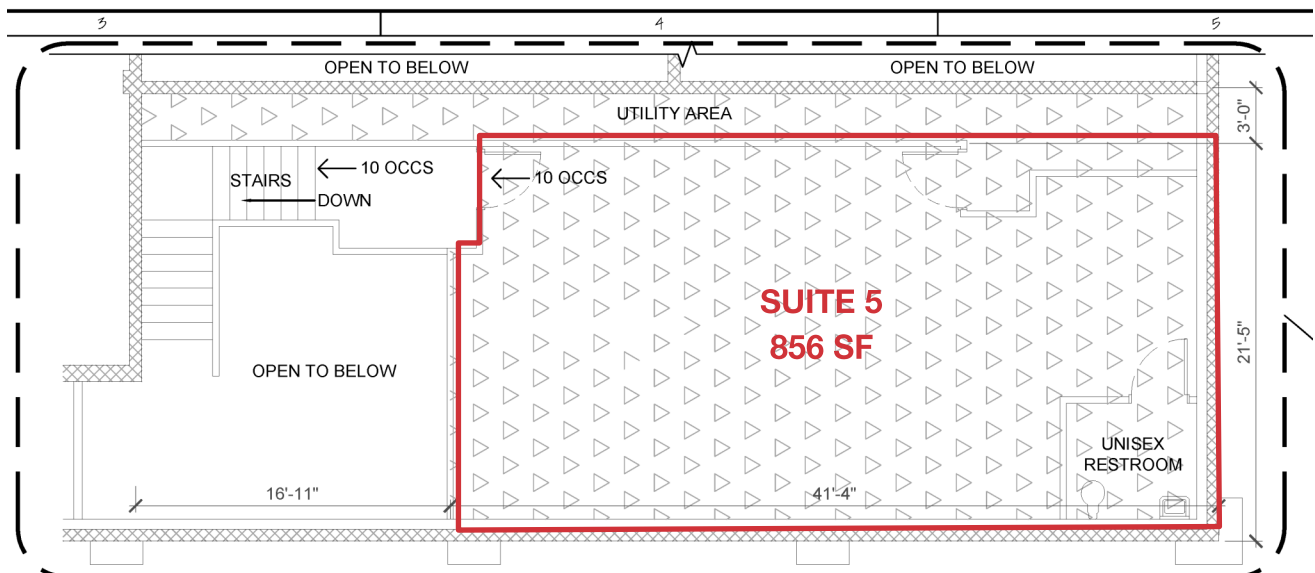 3 4 5
OPEN TO BELOW OPEN TO BELOW
UTILITY AREA
3'-0"
10 OCCS
STAIRS
DOWN
10 OCCS
SUITE 5
856 SF
21'-5"
OPEN TO BELOW
UNISEX
RESTROOM
16'-11" 41'-4"